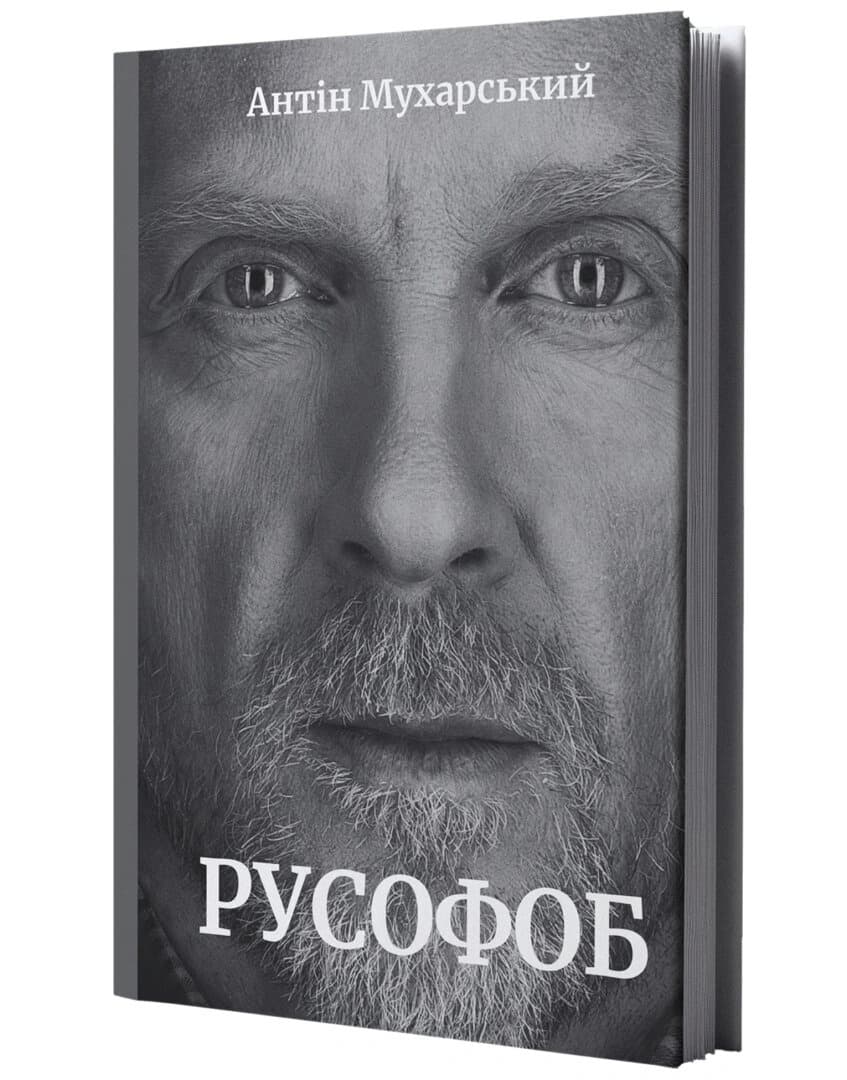 Антін Мухарський
РУСОФОБ